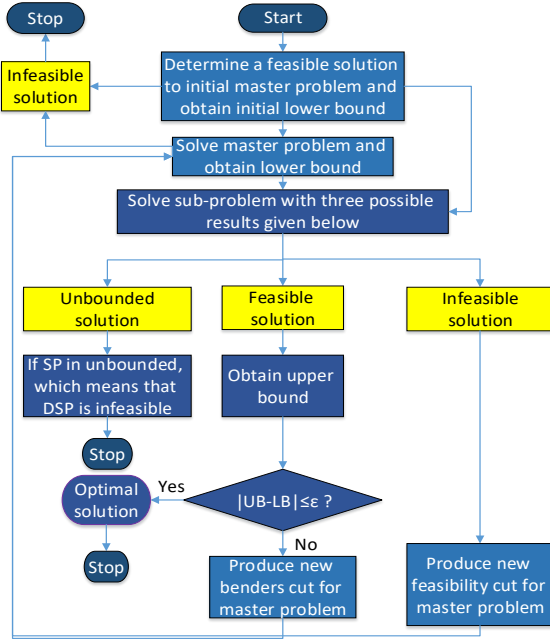 Stop
Start
Determine a feasible solution
to initial master problem and
obtain initial lower bound
Infeasible
solution
Solve master problem and
obtain lower bound
Solve sub-problem with three possible
results given below
Unbounded
solution
Feasible
solution
Infeasible
solution
If SP in unbounded,
which means that
DSP is infeasible
Obtain upper
bound
Stop
Optimal
solution
Yes
|UB-LB|≤ε ?
No
Stop
Produce new
benders cut for
master problem
Produce new
feasibility cut for
master problem